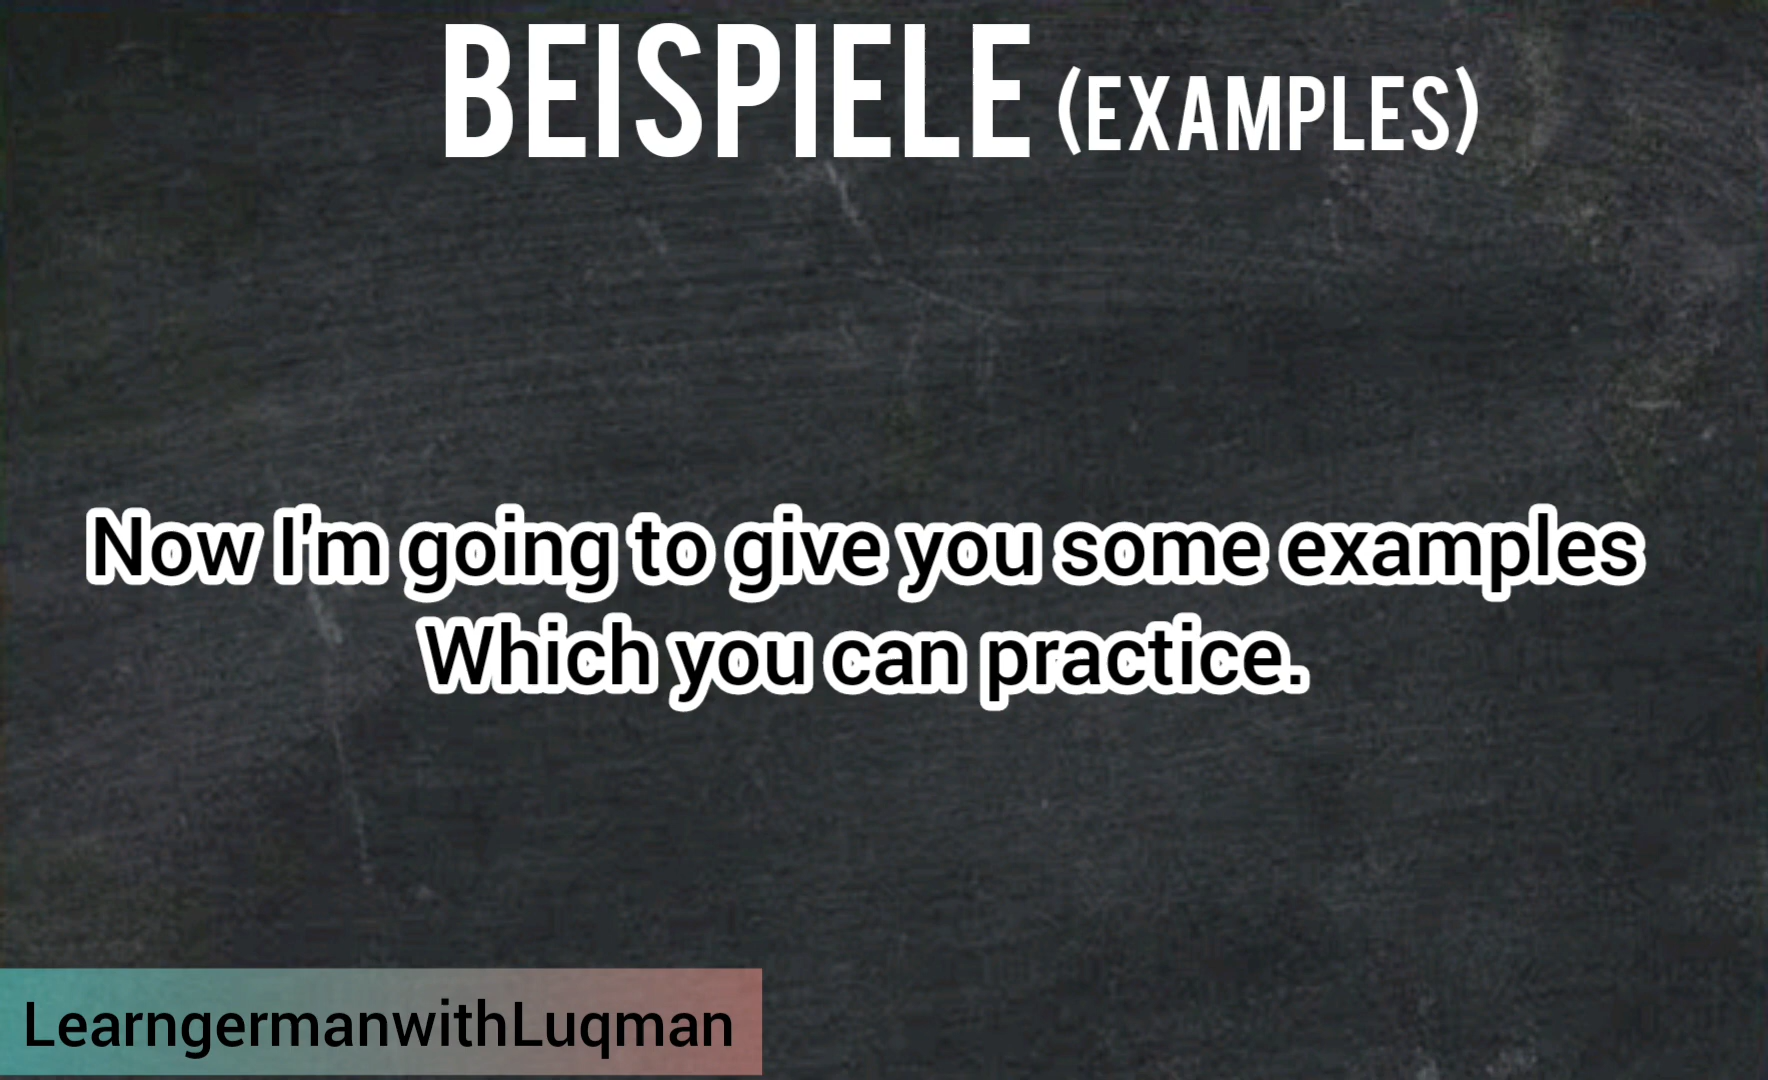 BEISPIELE (EXAMPLES)
Now I'm going to give you some examples
Which you can practice.
LearngermanwithLuqman